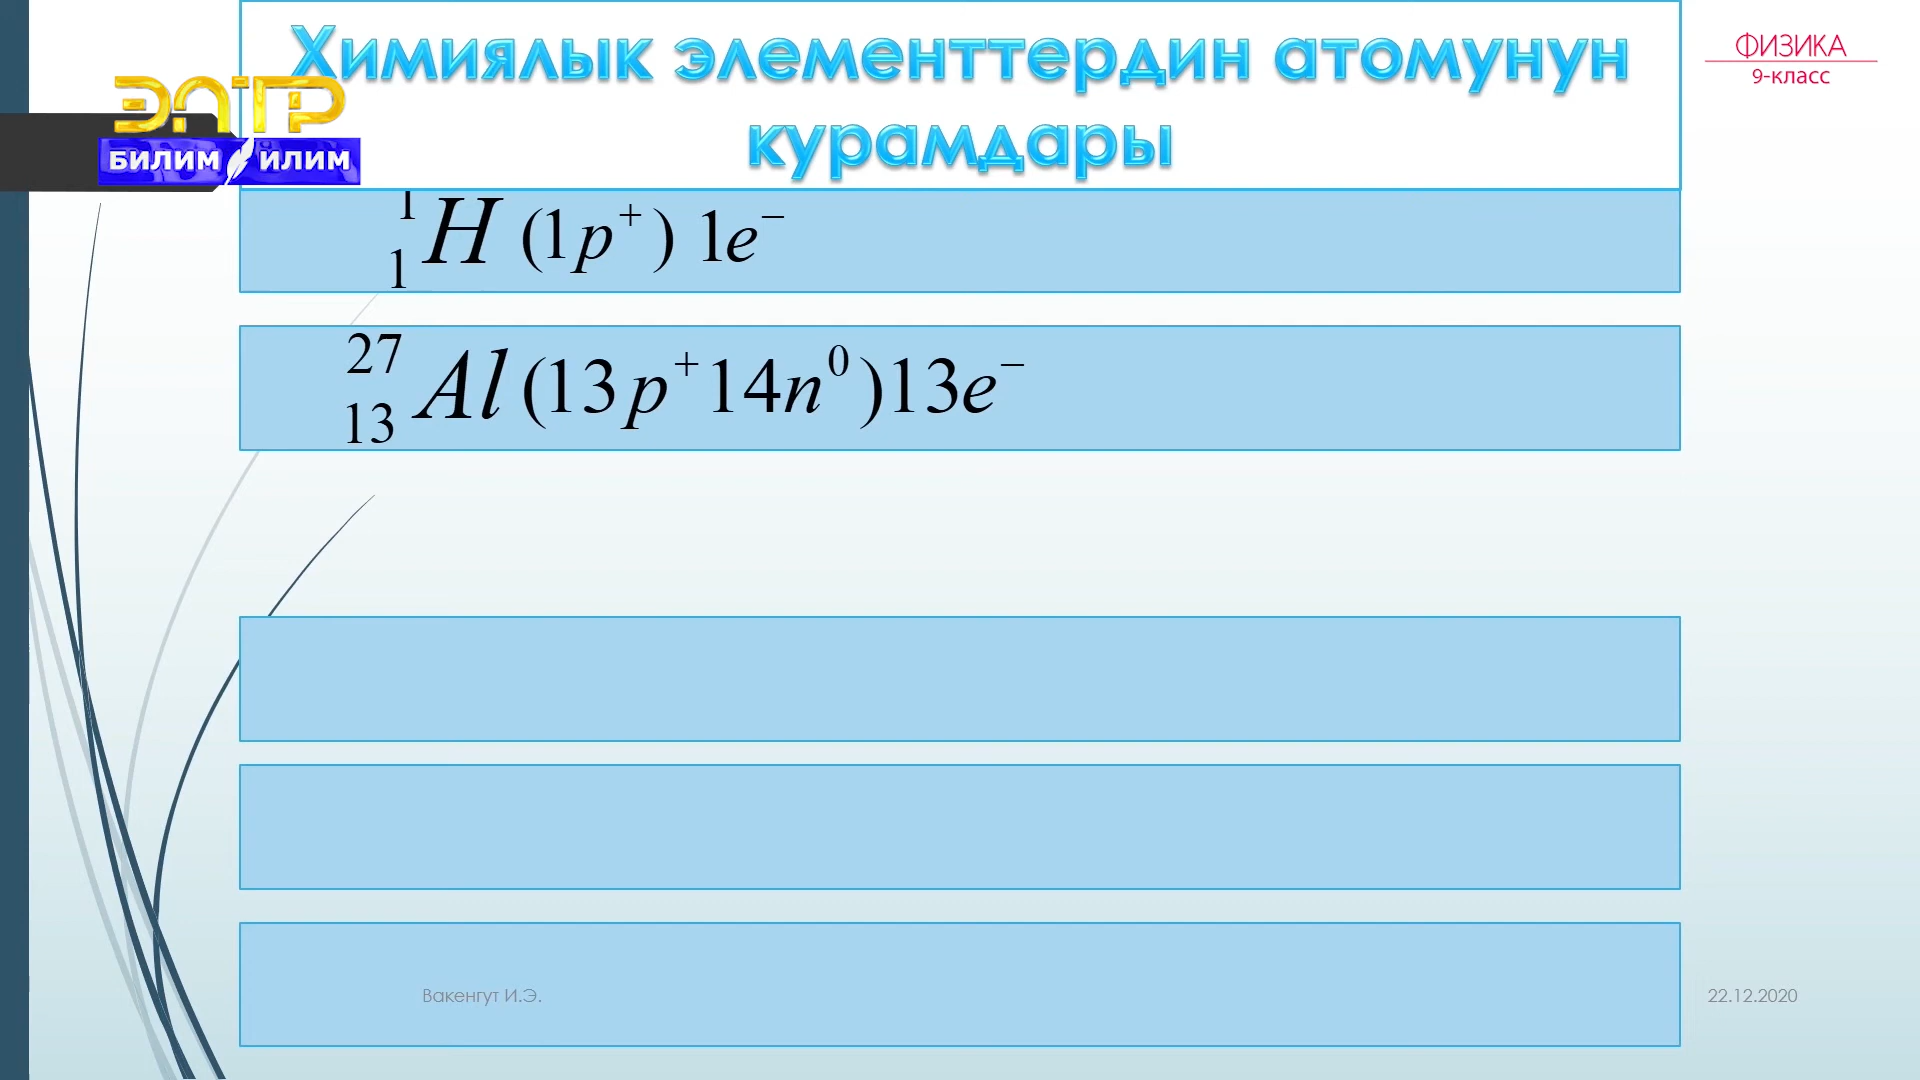 Химиялык элементтердин атомунун
курамдары
ЭЛТР
БИЛИМ ИЛИМ
ФИЗИКА
9-класс
¹₁H (1p⁺) 1e⁻
²⁷₁₃Al (13p⁺14n⁰)13e⁻
Вакенгут И.Э.
22.12.2020